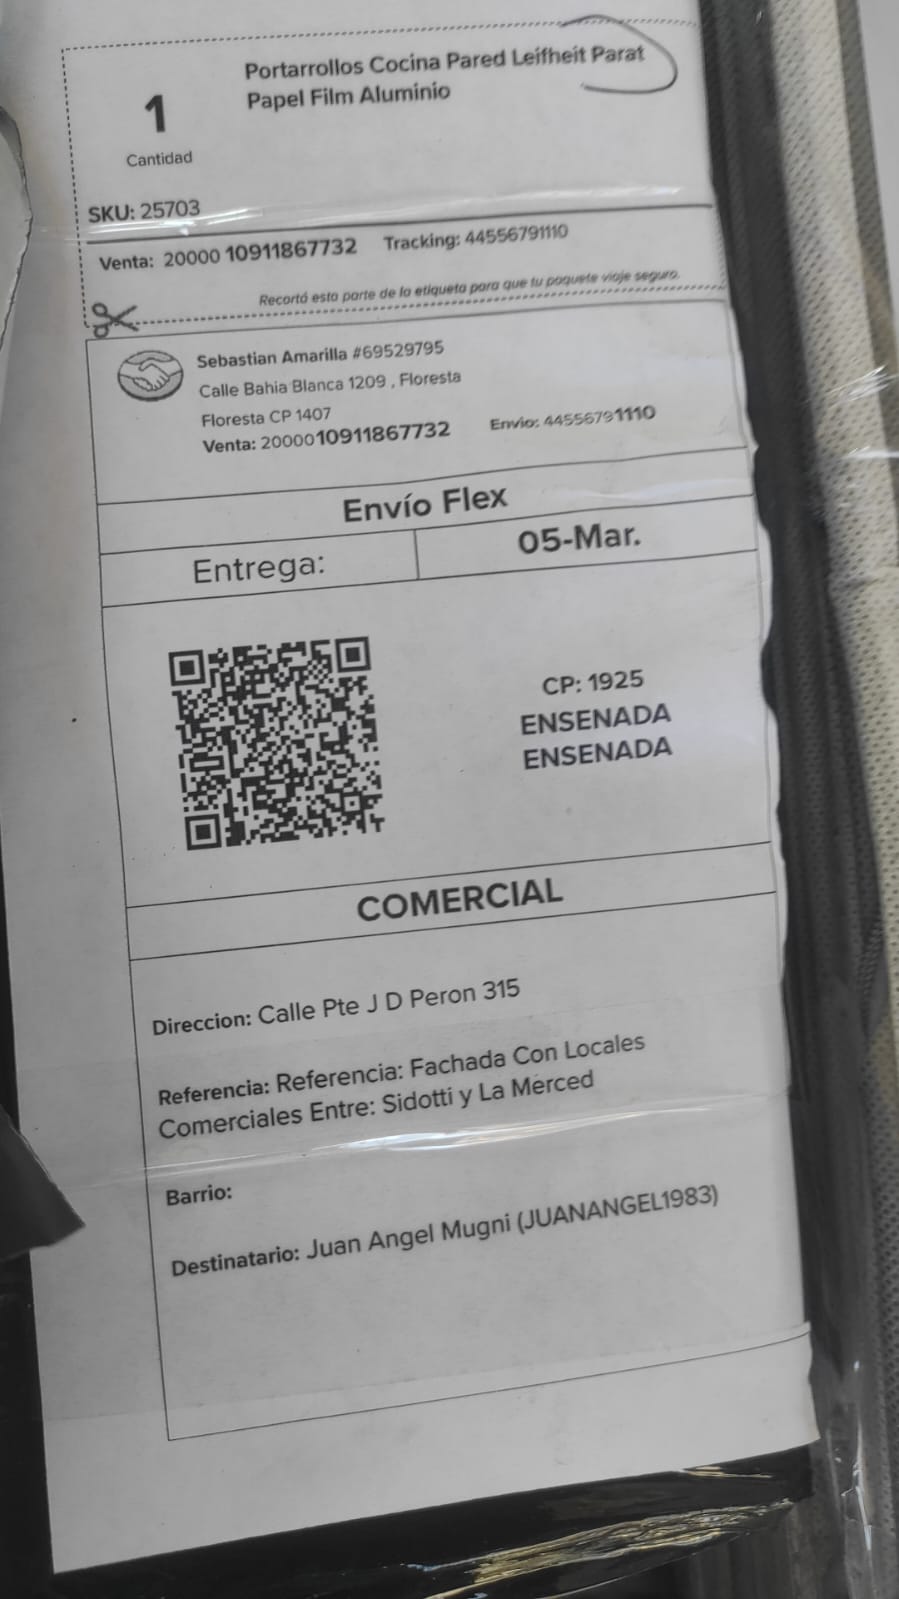 Portarrollos Cocina Pared Leifheit Parat
Papel Film Aluminio
1
Cantidad
SKU: 25703
Venta: 20000 10911867732 Tracking: 44556791110
Recortá esta parte de la etiqueta para que tu paquete viaje seguro.
Sebastian Amarilla #69529795
Calle Bahia Blanca 1209 , Floresta
Floresta CP 1407
Venta: 2000010911867732 Envio: 44556791110
Envío Flex
Entrega: 05-Mar.
CP: 1925
ENSENADA
ENSENADA
COMERCIAL
Direccion: Calle Pte J D Peron 315
Referencia: Referencia: Fachada Con Locales
Comerciales Entre: Sidotti y La Merced
Barrio:
Destinatario: Juan Angel Mugni (JUANANGEL1983)